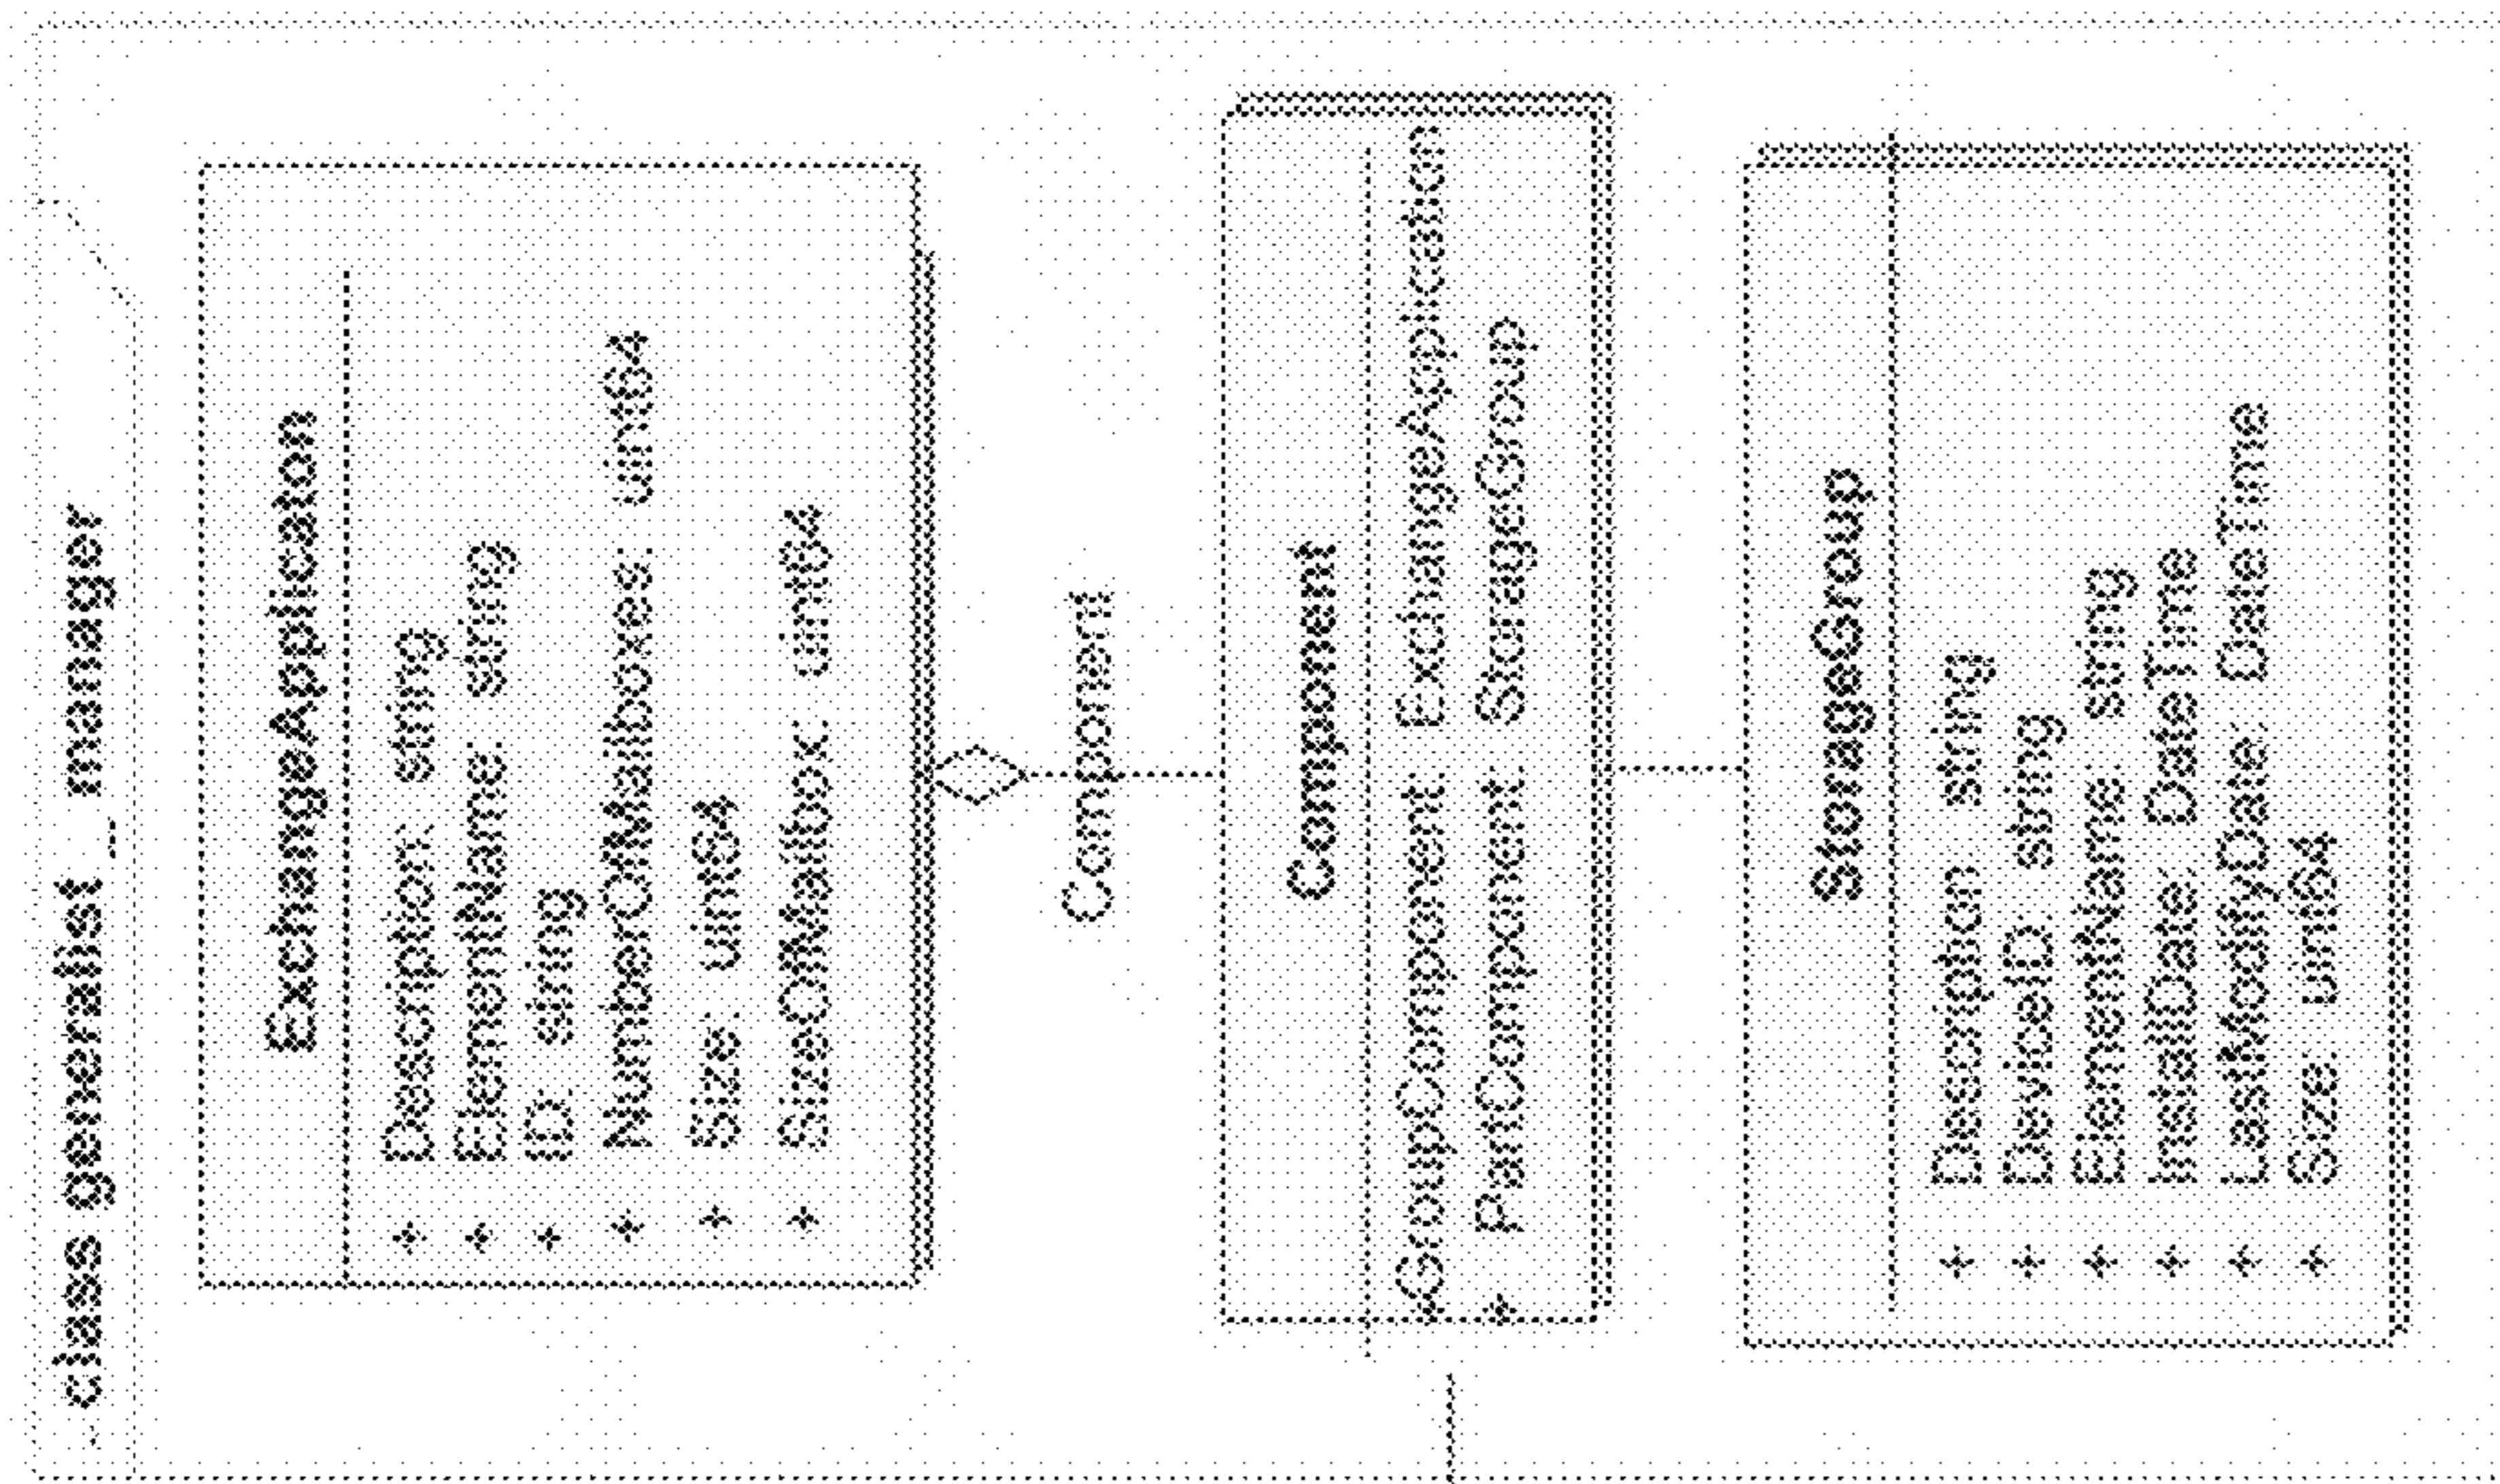 class generalist_ manager
ExchangeApplication
+ Description: string
+ ElementName: string
+ ID: string
+ NumberOfMailboxes: uint64
+ Size: uint64
+ SizeOfMailbox: uint64
Component
Component
+ GroupComponent: ExchangeApplication
+ PartComponent: StorageGroup
StorageGroup
+ Description: string
+ DeviceID: string
+ ElementName: string
+ InstallDate: DateTime
+ LastModifyDate: DateTime
+ Size: uint64